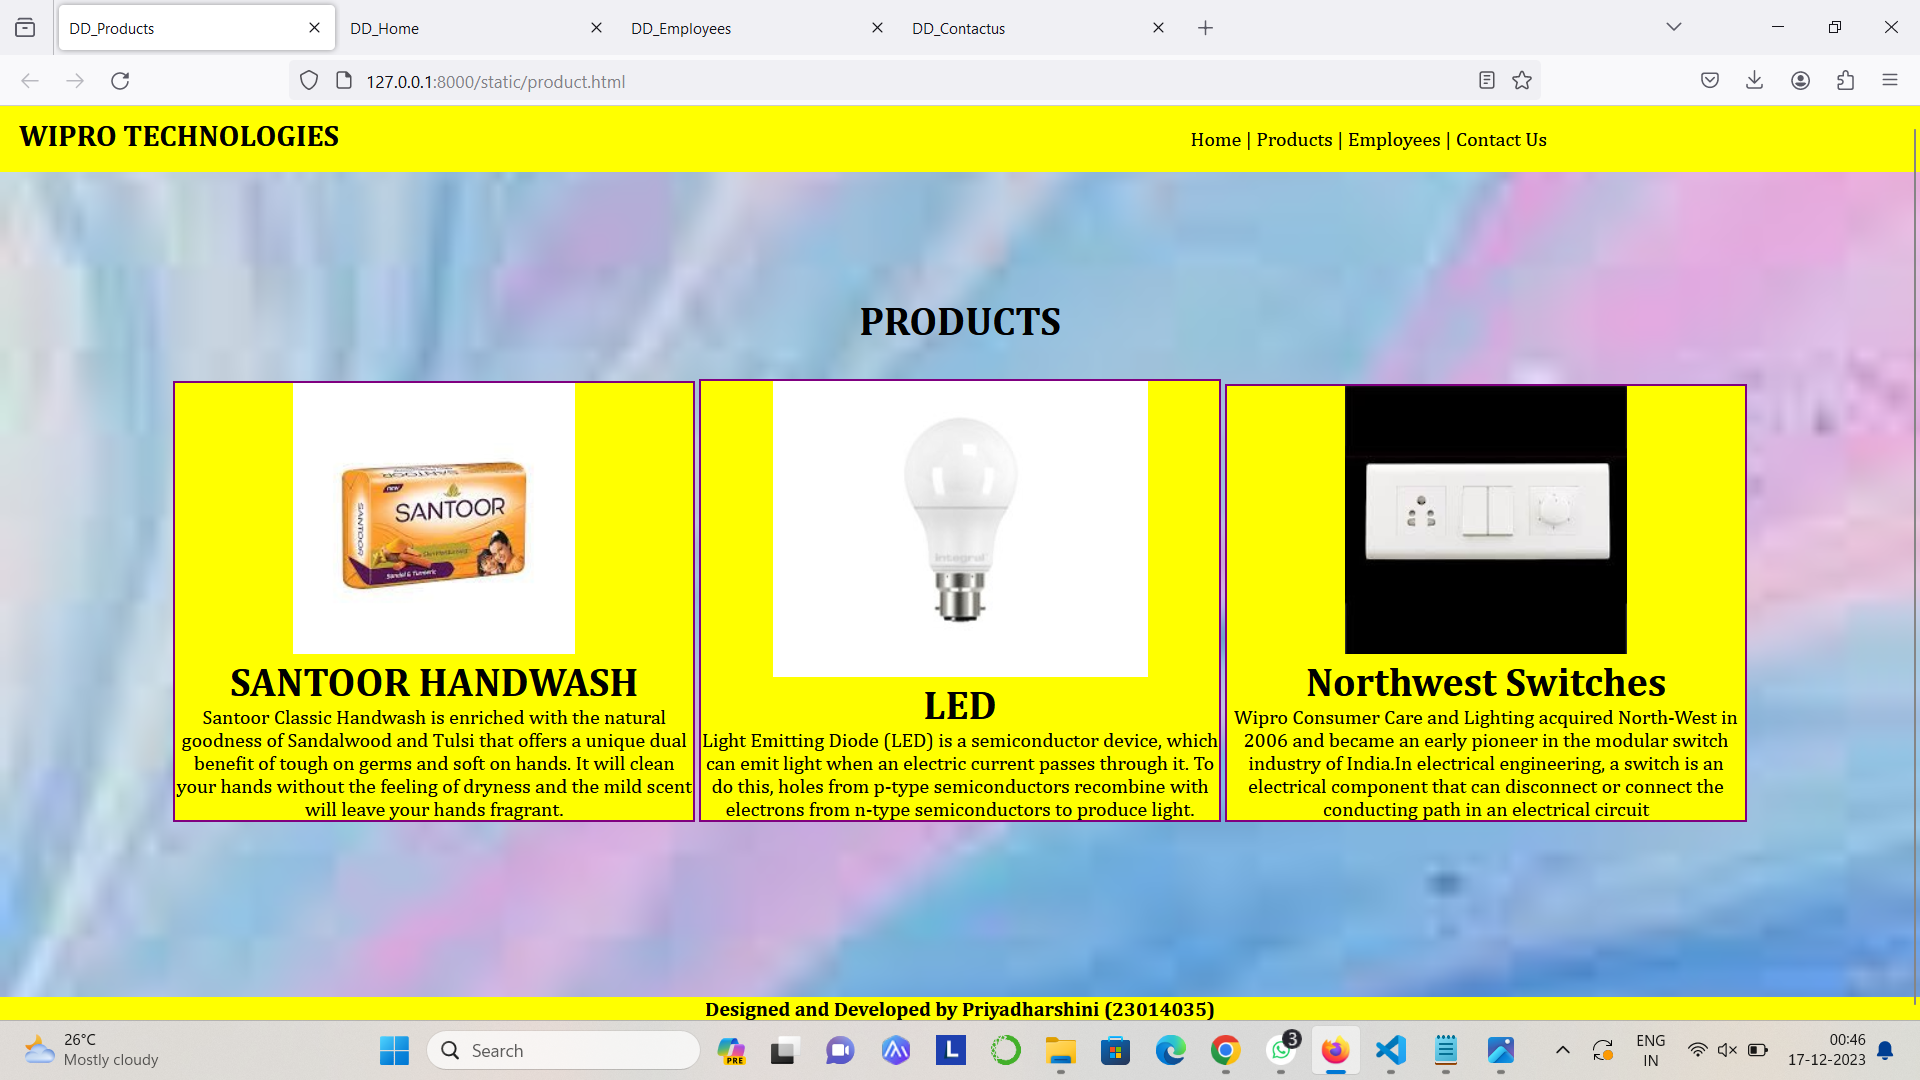 DD_Products
DD_Home
DD_Employees
DD_Contactus
127.0.0.1:8000/static/product.html
WIPRO TECHNOLOGIES
Home | Products | Employees | Contact Us
PRODUCTS
SANTOOR
new
SANTOOR
SANTOOR
Sandal & Turmeric
integral
SANTOOR HANDWASH
Santoor Classic Handwash is enriched with the natural
goodness of Sandalwood and Tulsi that offers a unique dual
benefit of tough on germs and soft on hands. It will clean
your hands without the feeling of dryness and the mild scent
will leave your hands fragrant.
LED
Light Emitting Diode (LED) is a semiconductor device, which
can emit light when an electric current passes through it. To
do this, holes from p-type semiconductors recombine with
electrons from n-type semiconductors to produce light.
Northwest Switches
Wipro Consumer Care and Lighting acquired North-West in
2006 and became an early pioneer in the modular switch
industry of India.In electrical engineering, a switch is an
electrical component that can disconnect or connect the
conducting path in an electrical circuit
Designed and Developed by Priyadharshini (23014035)
26°C
Mostly cloudy
Search
PRE
L
3
ENG
IN
00:46
17-12-2023